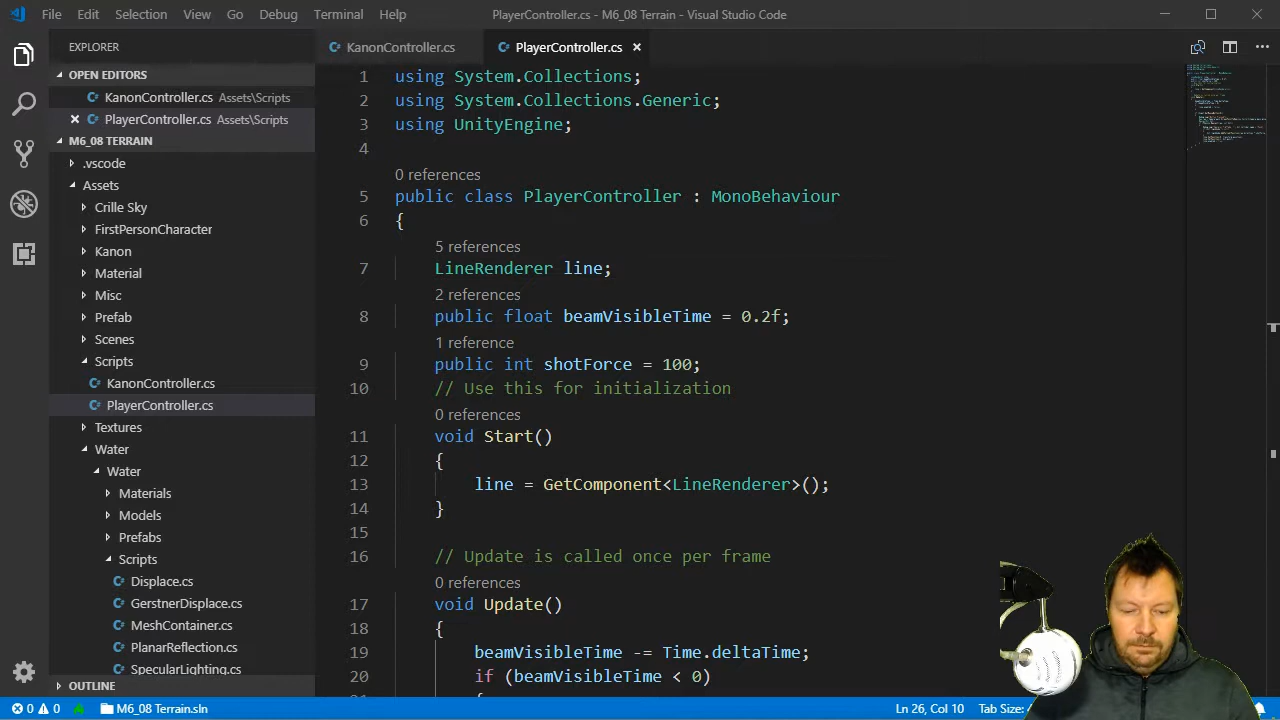 File Edit Selection View Go Debug Terminal Help
PlayerController.cs - M6_08 Terrain - Visual Studio Code
EXPLORER
OPEN EDITORS
KanonController.cs Assets\Scripts
PlayerController.cs Assets\Scripts
M6_08 TERRAIN
.vscode
Assets
Crille Sky
FirstPersonCharacter
Kanon
Material
Misc
Prefab
Scenes
Scripts
KanonController.cs
PlayerController.cs
Textures
Water
Water
Materials
Models
Prefabs
Scripts
Displace.cs
GerstnerDisplace.cs
MeshContainer.cs
PlanarReflection.cs
SpecularLighting.cs
OUTLINE
KanonController.cs
PlayerController.cs
1 using System.Collections;
2 using System.Collections.Generic;
3 using UnityEngine;
4
0 references
5 public class PlayerController : MonoBehaviour
6 {
5 references
7 LineRenderer line;
2 references
8 public float beamVisibleTime = 0.2f;
1 reference
9 public int shotForce = 100;
10 // Use this for initialization
0 references
11 void Start()
12 {
13 line = GetComponent<LineRenderer>();
14 }
15
16 // Update is called once per frame
0 references
17 void Update()
18 {
19 beamVisibleTime -= Time.deltaTime;
20 if (beamVisibleTime < 0)
0 0 M6_08 Terrain.sln
Ln 26, Col 10 Tab Size: